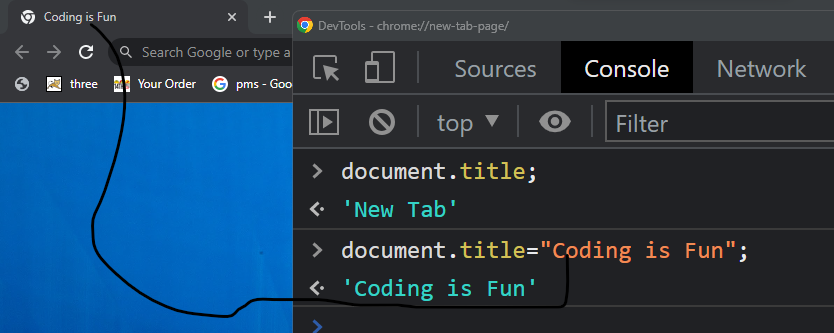 Coding is Fun
Search Google or type a
three
Your Order
pms - Goo
DevTools - chrome://new-tab-page/
Sources
Console
Network
top
Filter
document.title;
'New Tab'
document.title="Coding is Fun";
'Coding is Fun'